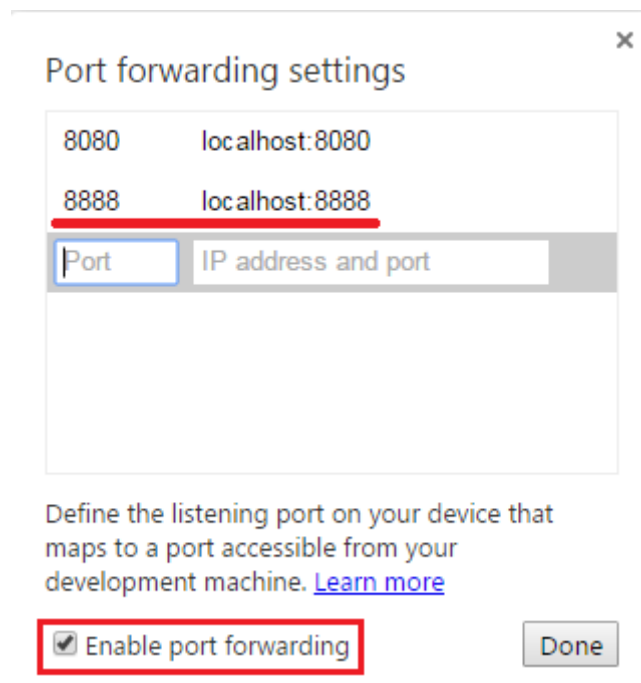 Port forwarding settings
8080 localhost:8080
8888 localhost:8888
Port IP address and port
Define the listening port on your device that
maps to a port accessible from your
development machine. Learn more
Enable port forwarding Done